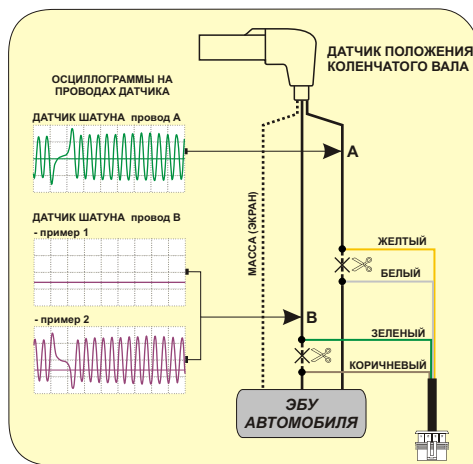 ДАТЧИК ПОЛОЖЕНИЯ
КОЛЕНЧАТОГО ВАЛА
ОСЦИЛЛОГРАММЫ НА
ПРОВОДАХ ДАТЧИКА
ДАТЧИК ШАТУНА провод А
А
ДАТЧИК ШАТУНА провод В
- пример 1
- пример 2
МАССА (ЭКРАН)
В
ЖЕЛТЫЙ
БЕЛЫЙ
ЗЕЛЕНЫЙ
КОРИЧНЕВЫЙ
ЭБУ
АВТОМОБИЛЯ